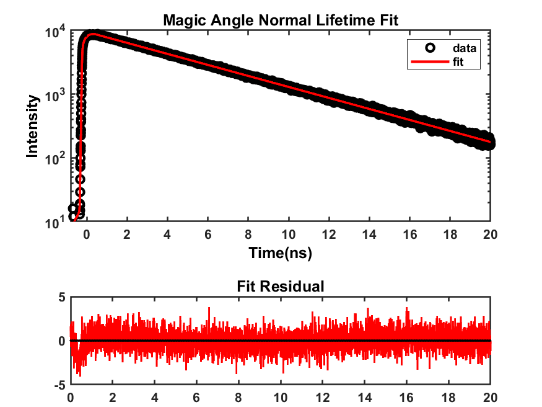 Magic Angle Normal Lifetime Fit
10^4
10^3
10^2
10^1
Intensity
data
fit
0 2 4 6 8 10 12 14 16 18 20
Time(ns)
Fit Residual
5
0
-5
0 2 4 6 8 10 12 14 16 18 20